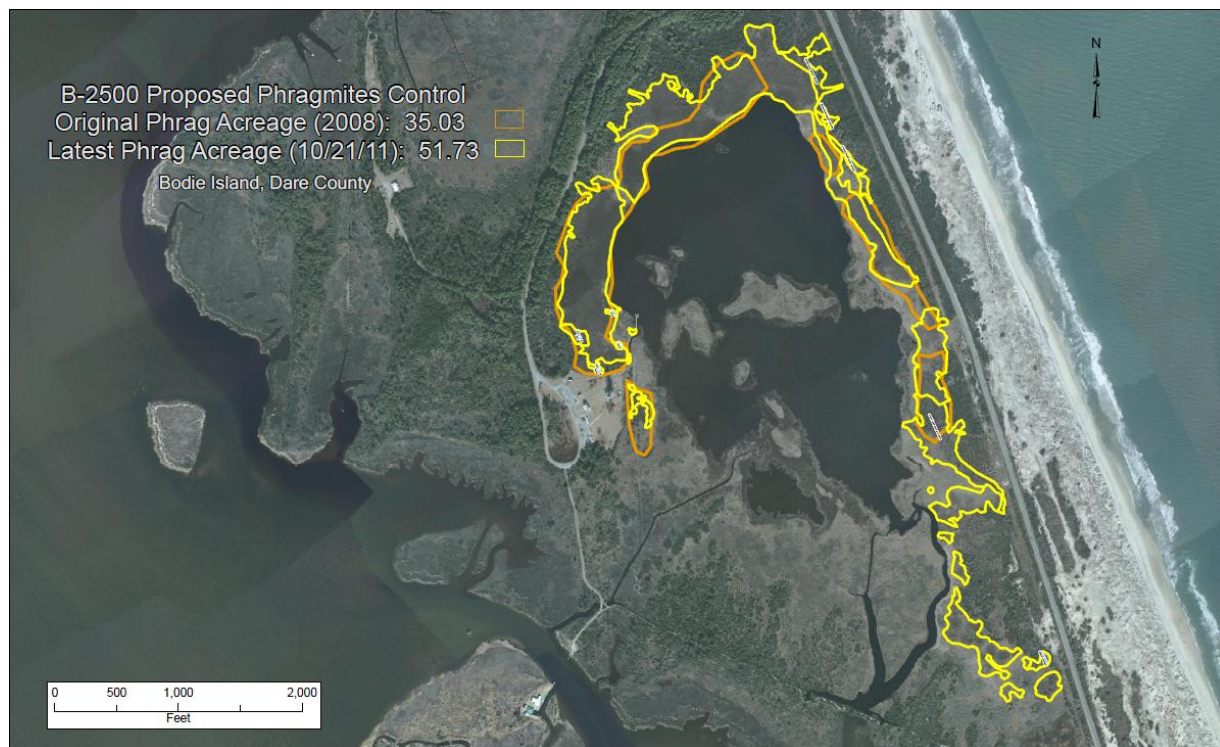 B-2500 Proposed Phragmites Control
Original Phrag Acreage (2008): 35.03
Latest Phrag Acreage (10/21/11): 51.73
Bodie Island, Dare County
N
0 500 1,000 2,000
Feet